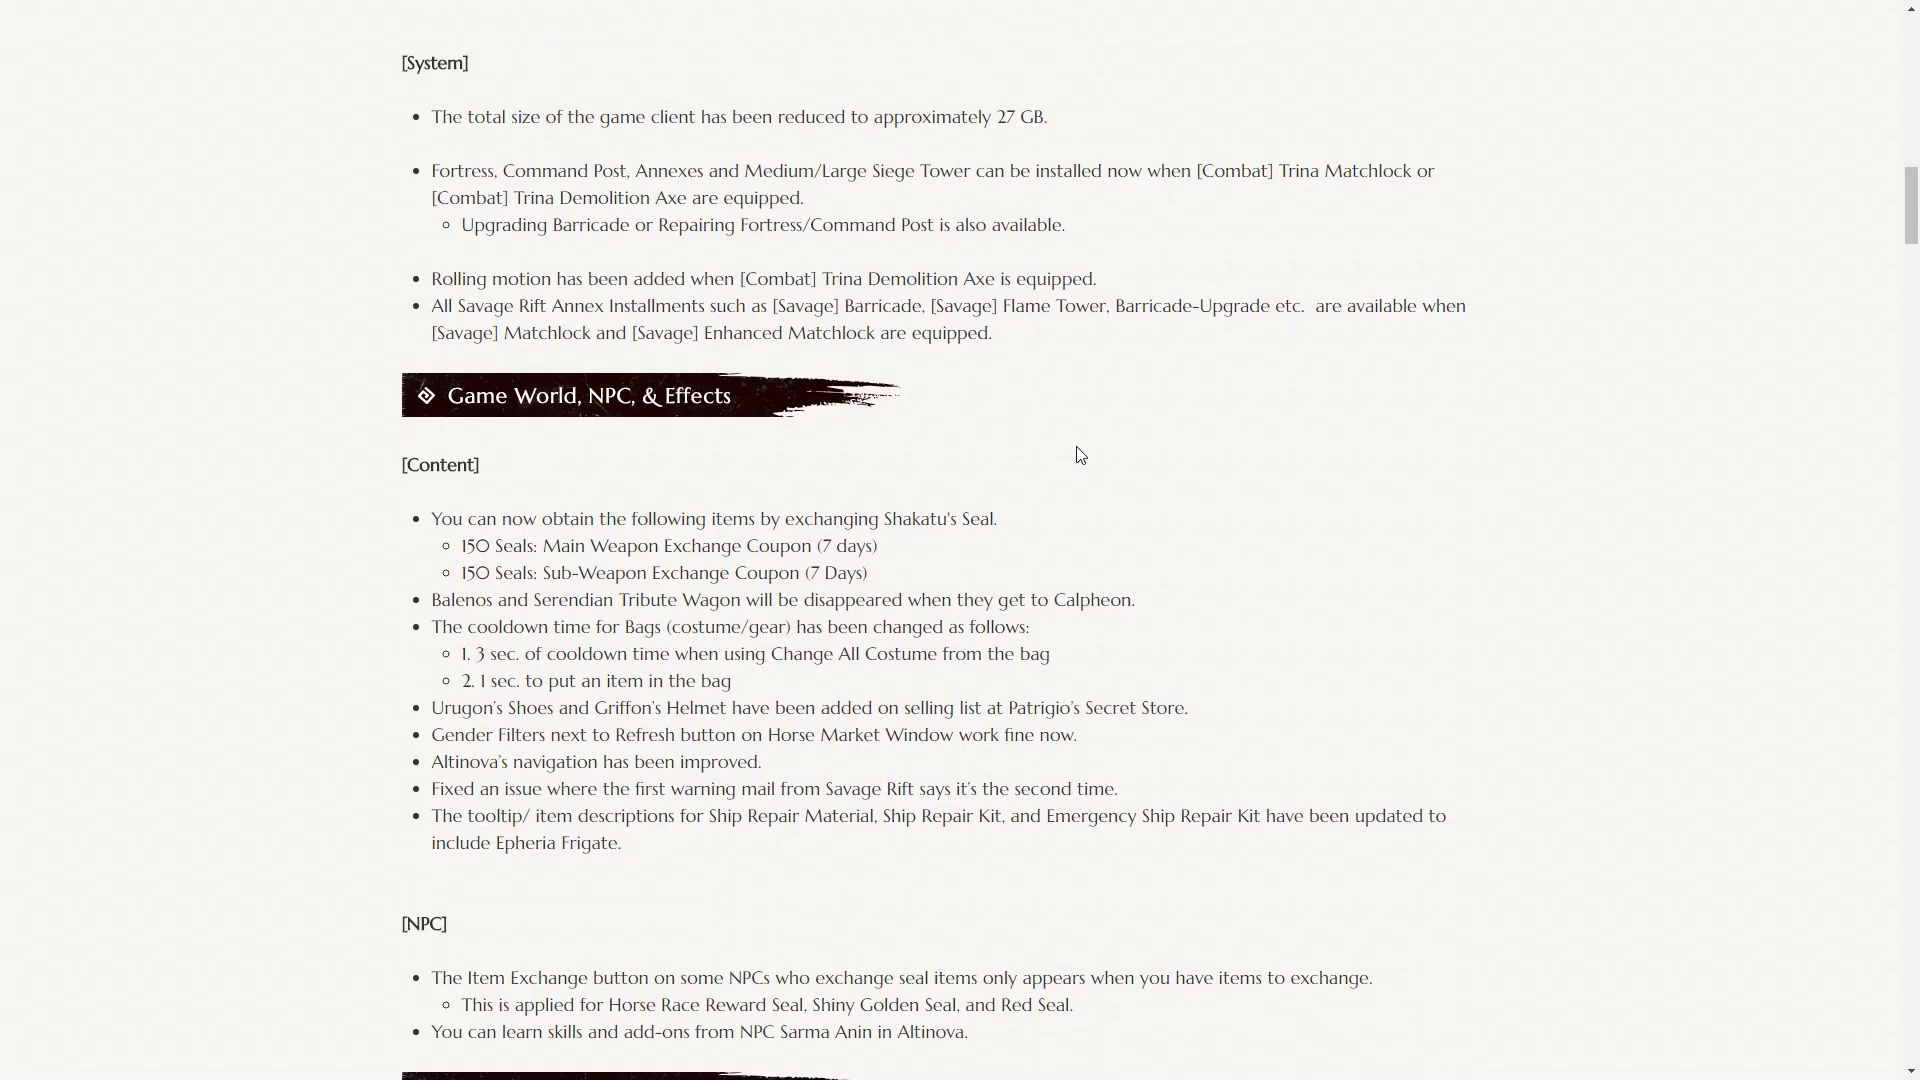 [System]
• The total size of the game client has been reduced to approximately 27 GB.
• Fortress, Command Post, Annexes and Medium/Large Siege Tower can be installed now when [Combat] Trina Matchlock or
[Combat] Trina Demolition Axe are equipped.
◦ Upgrading Barricade or Repairing Fortress/Command Post is also available.
• Rolling motion has been added when [Combat] Trina Demolition Axe is equipped.
• All Savage Rift Annex Installments such as [Savage] Barricade, [Savage] Flame Tower, Barricade-Upgrade etc.  are available when
[Savage] Matchlock and [Savage] Enhanced Matchlock are equipped.
Game World, NPC, & Effects
[Content]
• You can now obtain the following items by exchanging Shakatu's Seal.
◦ 150 Seals: Main Weapon Exchange Coupon (7 days)
◦ 150 Seals: Sub-Weapon Exchange Coupon (7 Days)
• Balenos and Serendian Tribute Wagon will be disappeared when they get to Calpheon.
• The cooldown time for Bags (costume/gear) has been changed as follows:
◦ 1. 3 sec. of cooldown time when using Change All Costume from the bag
◦ 2. 1 sec. to put an item in the bag
• Urugon’s Shoes and Griffon’s Helmet have been added on selling list at Patrigio’s Secret Store.
• Gender Filters next to Refresh button on Horse Market Window work fine now.
• Altinova’s navigation has been improved.
• Fixed an issue where the first warning mail from Savage Rift says it’s the second time.
• The tooltip/ item descriptions for Ship Repair Material, Ship Repair Kit, and Emergency Ship Repair Kit have been updated to
include Epheria Frigate.
[NPC]
• The Item Exchange button on some NPCs who exchange seal items only appears when you have items to exchange.
◦ This is applied for Horse Race Reward Seal, Shiny Golden Seal, and Red Seal.
• You can learn skills and add-ons from NPC Sarma Anin in Altinova.